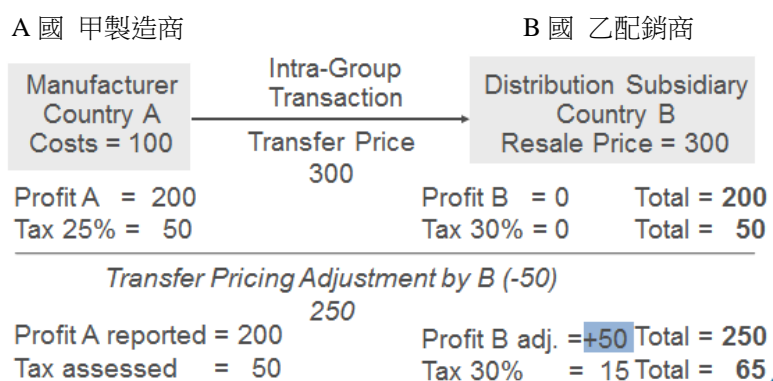 A 國 甲製造商
B 國 乙配銷商
Manufacturer
Country A
Costs = 100
Intra-Group
Transaction
Transfer Price
300
Distribution Subsidiary
Country B
Resale Price = 300
Profit A = 200
Tax 25% = 50
Profit B = 0 Total = 200
Tax 30% = 0 Total = 50
Transfer Pricing Adjustment by B (-50)
250
Profit A reported = 200
Tax assessed = 50
Profit B adj. =+50 Total = 250
Tax 30% = 15 Total = 65